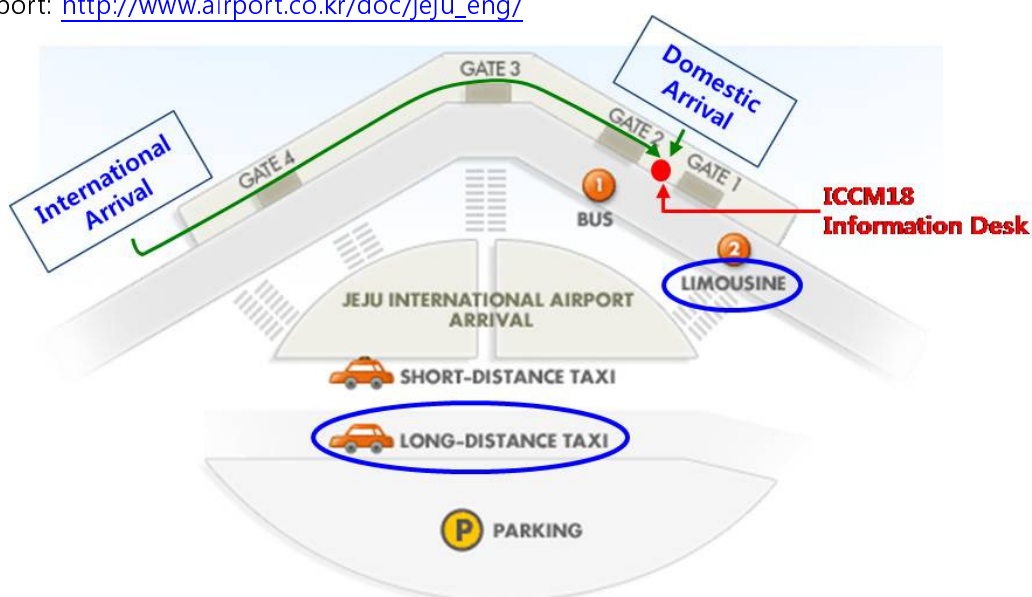 port: http://www.airport.co.kr/doc/jeju_eng/
GATE 3
Domestic
Arrival
GATE 2
GATE 1
International
Arrival
GATE 4
1
BUS
ICCM18
Information Desk
2
LIMOUSINE
JEJU INTERNATIONAL AIRPORT
ARRIVAL
SHORT-DISTANCE TAXI
LONG-DISTANCE TAXI
P PARKING